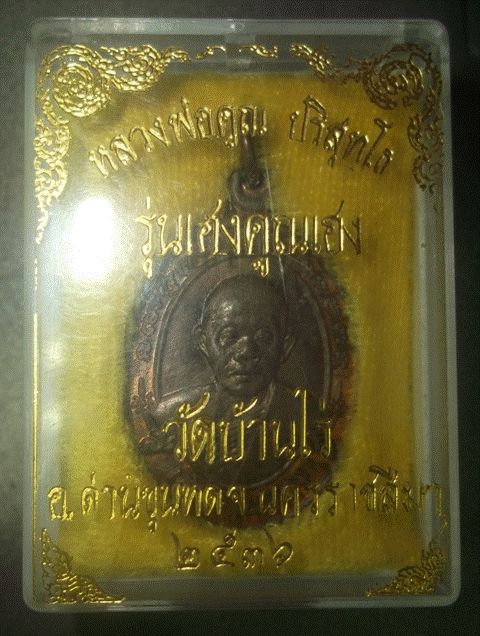 หลวงพ่อคูณ ปริสุทโธ
รุ่นเฮงคูณเฮง
วัดบ้านไร่
อ.ด่านขุนทด จ.นครราชสีมา
๒๕๓๖